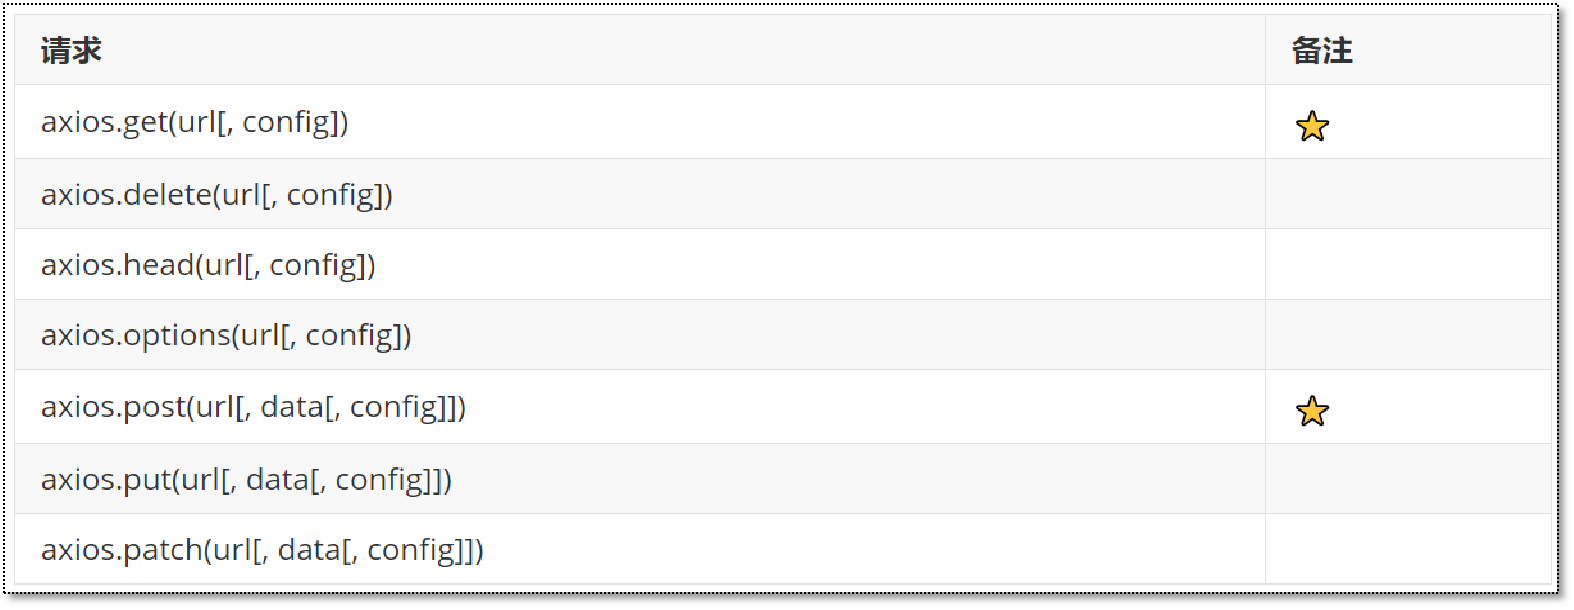 请求 备注
axios.get(url[, config])
axios.delete(url[, config])
axios.head(url[, config])
axios.options(url[, config])
axios.post(url[, data[, config]])
axios.put(url[, data[, config]])
axios.patch(url[, data[, config]])